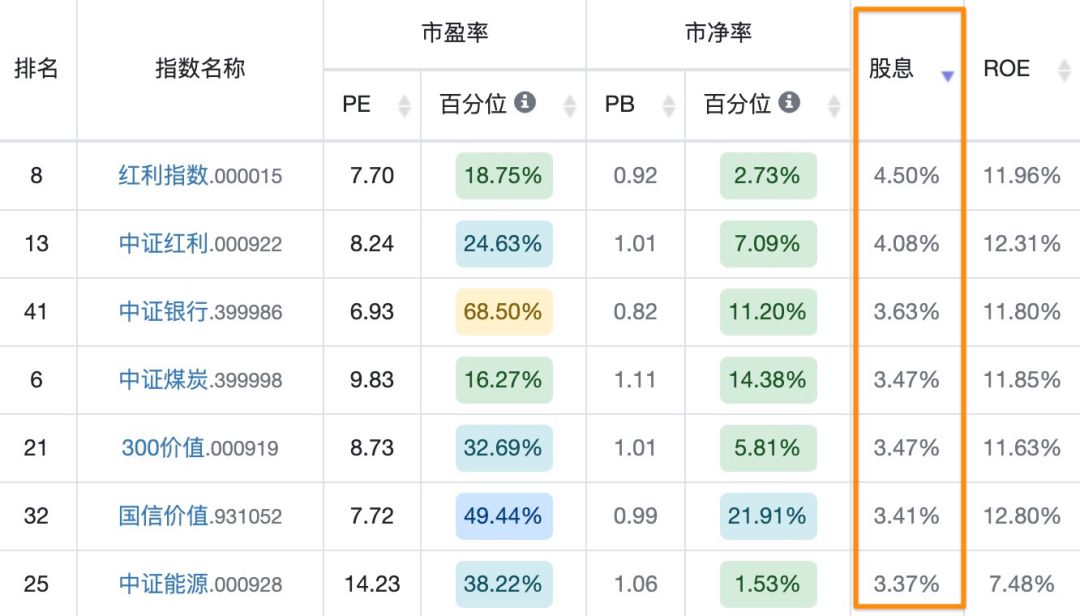 排名 指数名称 市盈率 市净率 股息 ROE
PE 百分位 PB 百分位
8 红利指数.000015 7.70 18.75% 0.92 2.73% 4.50% 11.96%
13 中证红利.000922 8.24 24.63% 1.01 7.09% 4.08% 12.31%
41 中证银行.399986 6.93 68.50% 0.82 11.20% 3.63% 11.80%
6 中证煤炭.399998 9.83 16.27% 1.11 14.38% 3.47% 11.85%
21 300价值.000919 8.73 32.69% 1.01 5.81% 3.47% 11.63%
32 国信价值.931052 7.72 49.44% 0.99 21.91% 3.41% 12.80%
25 中证能源.000928 14.23 38.22% 1.06 1.53% 3.37% 7.48%